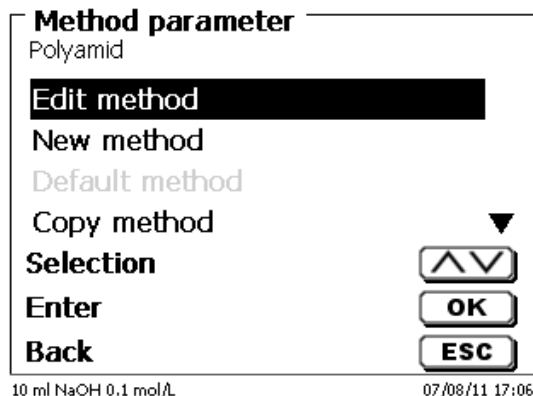 Method parameter
Polyamid
Edit method
New method
Default method
Copy method
Selection
Enter OK
Back ESC
10 ml NaOH 0.1 mol/L 07/08/11 17:06